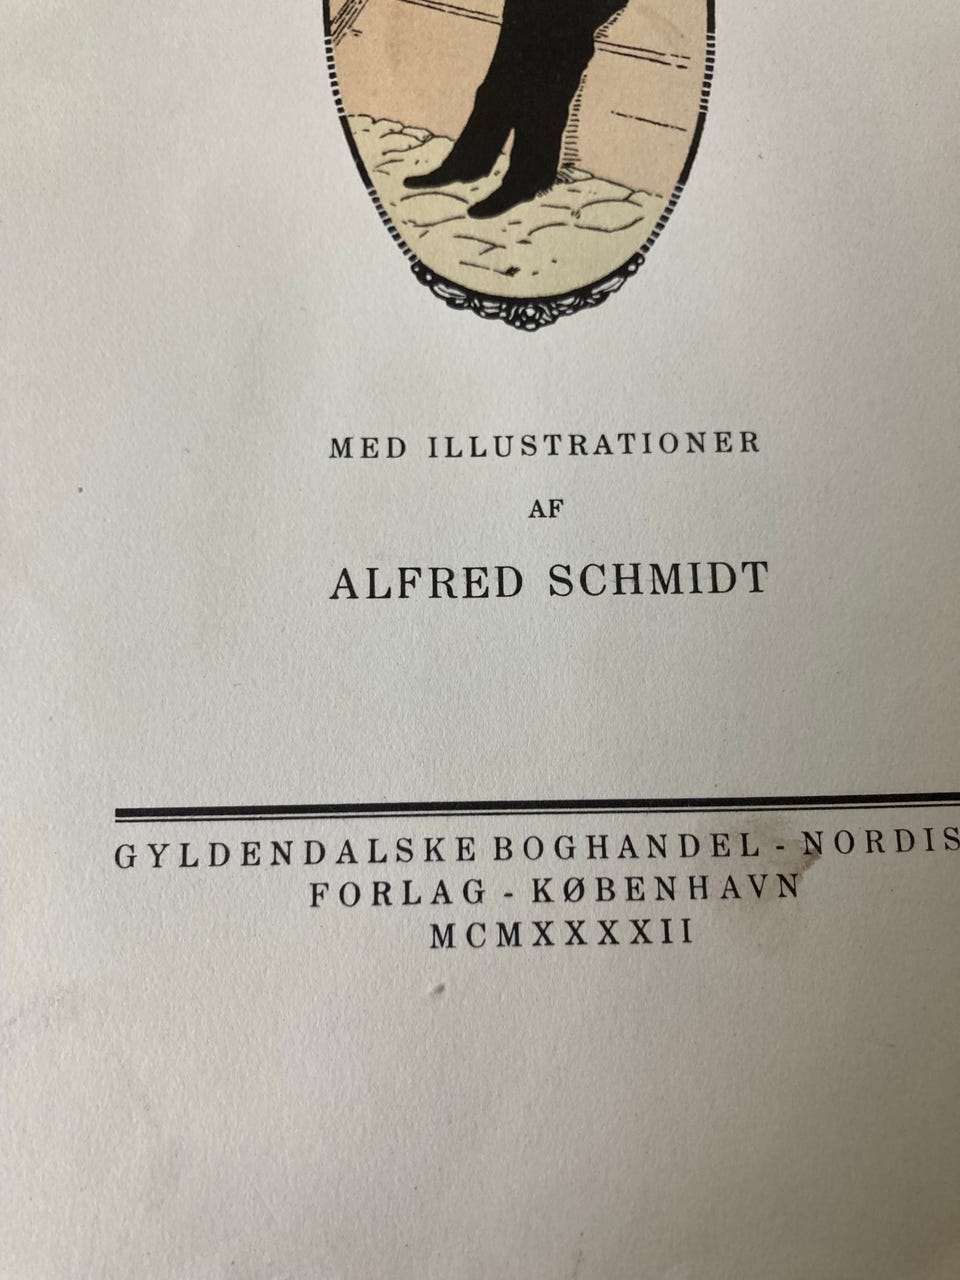 MED ILLUSTRATIONER
AF
ALFRED SCHMIDT
GYLDENDALSKE BOGHANDEL - NORDIS
FORLAG - KØBENHAVN
MCMXXXXII